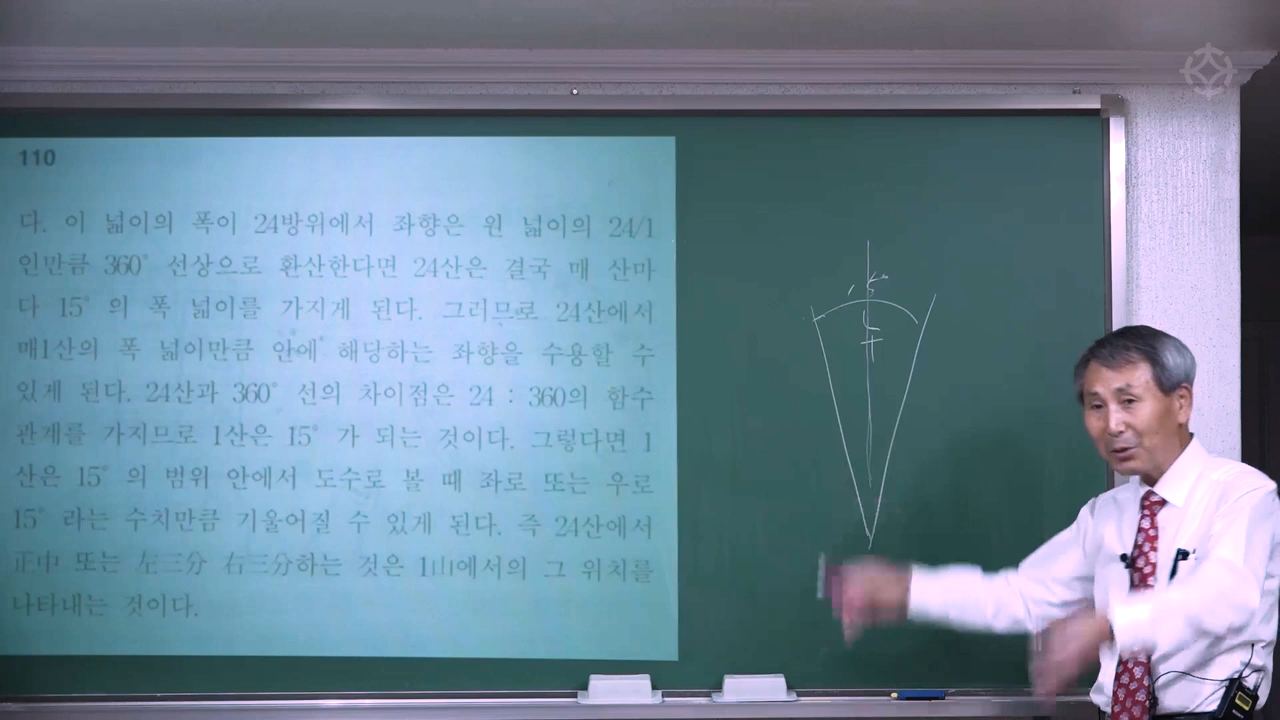 110
다. 이 넓이의 폭이 24방위에서 좌향은 원 넓이의 24/1
인만큼 360° 선상으로 환산한다면 24산은 결국 매 산마
다 15° 의 폭 넓이를 가지게 된다. 그러므로 24산에서
매1산의 폭 넓이만큼 안에 해당하는 좌향을 수용할 수
있게 된다. 24산과 360° 선의 차이점은 24 : 360의 함수
관계를 가지므로 1산은 15° 가 되는 것이다. 그렇다면 1
산은 15° 의 범위 안에서 도수로 볼 때 좌로 또는 우로
15° 라는 수치만큼 기울어질 수 있게 된다. 즉 24산에서
正中 또는 左三分 右三分하는 것은 1山에서의 그 위치를
나타내는 것이다.
15°